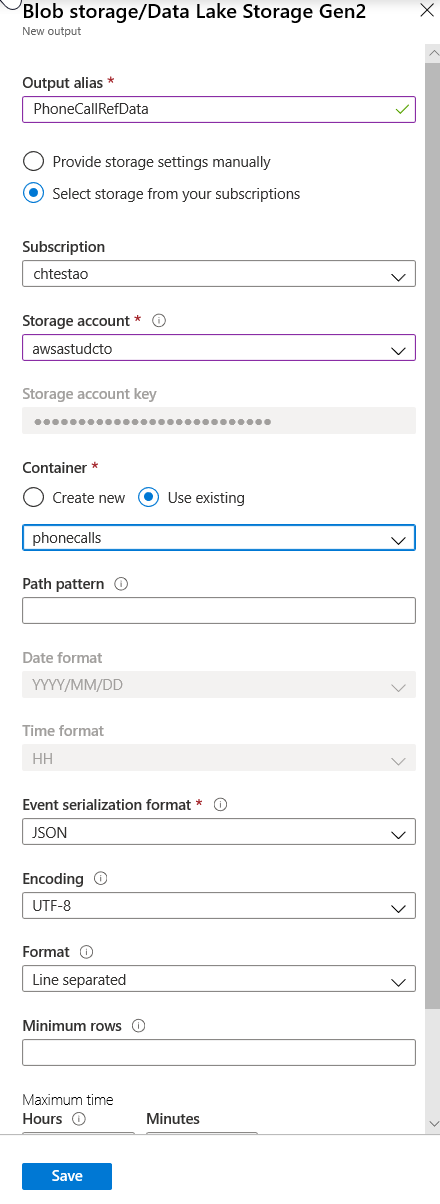 Blob storage/Data Lake Storage Gen2
New output
Output alias *
PhoneCallRefData
Provide storage settings manually
Select storage from your subscriptions
Subscription
chtestao
Storage account *
awsastudcto
Storage account key
••••••••••••••••••••••••••
Container *
Create new Use existing
phonecalls
Path pattern
Date format
YYYY/MM/DD
Time format
HH
Event serialization format *
JSON
Encoding
UTF-8
Format
Line separated
Minimum rows
Maximum time
Hours Minutes
Save